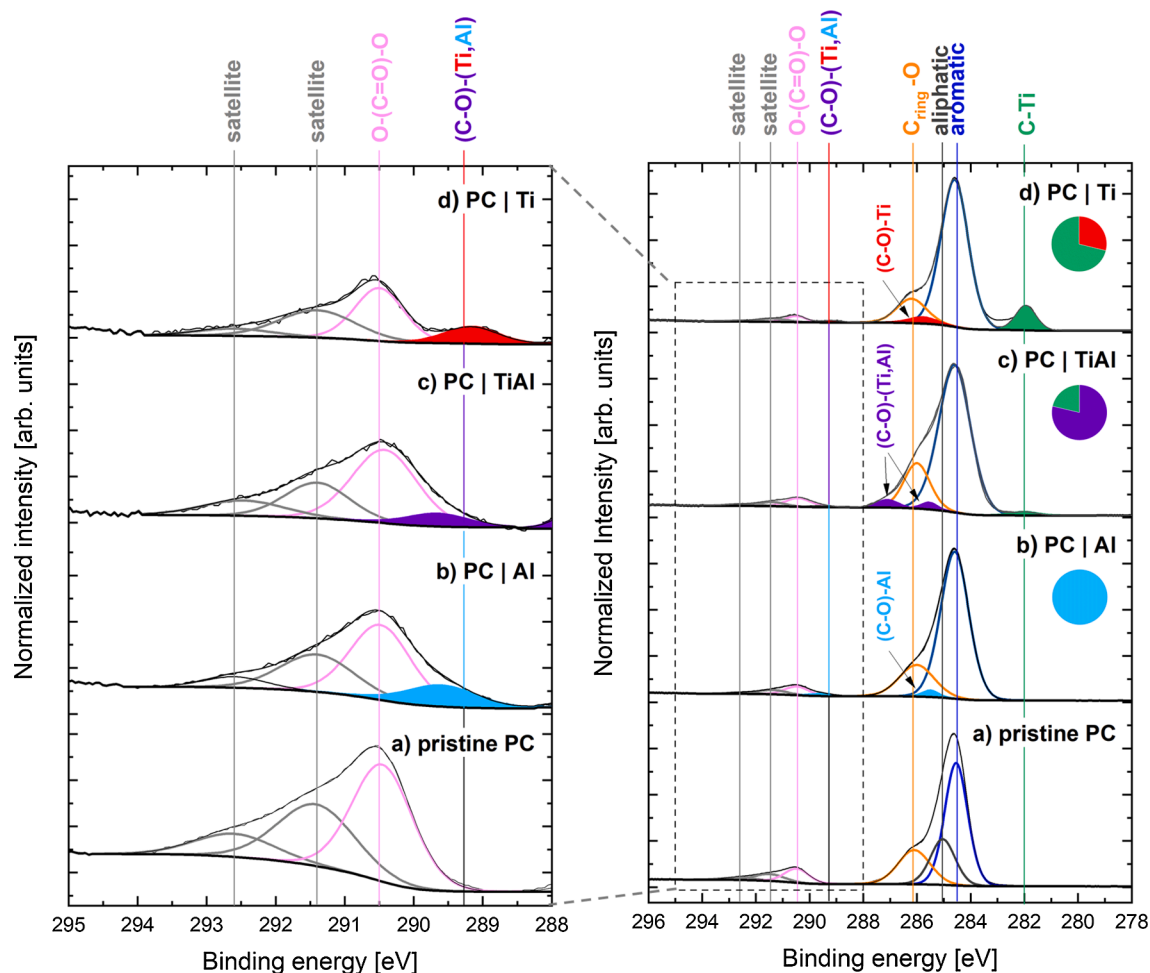 satellite
satellite
O-(C=O)-O
(C-O)-(Ti,Al)
d) PC | Ti
c) PC | TiAl
b) PC | Al
a) pristine PC
Normalized Intensity [arb. units]
295 294 293 292 291 290 289 288
Binding energy [eV]
satellite
satellite
O-(C=O)-O
(C-O)-(Ti,Al)
Cring-O
aliphatic
aromatic
C-Ti
d) PC | Ti
(C-O)-Ti
c) PC | TiAl
(C-O)-(Ti,Al)
b) PC | Al
(C-O)-Al
a) pristine PC
Normalized Intensity [arb. units]
296 294 292 290 288 286 284 282 280 278
Binding energy [eV]